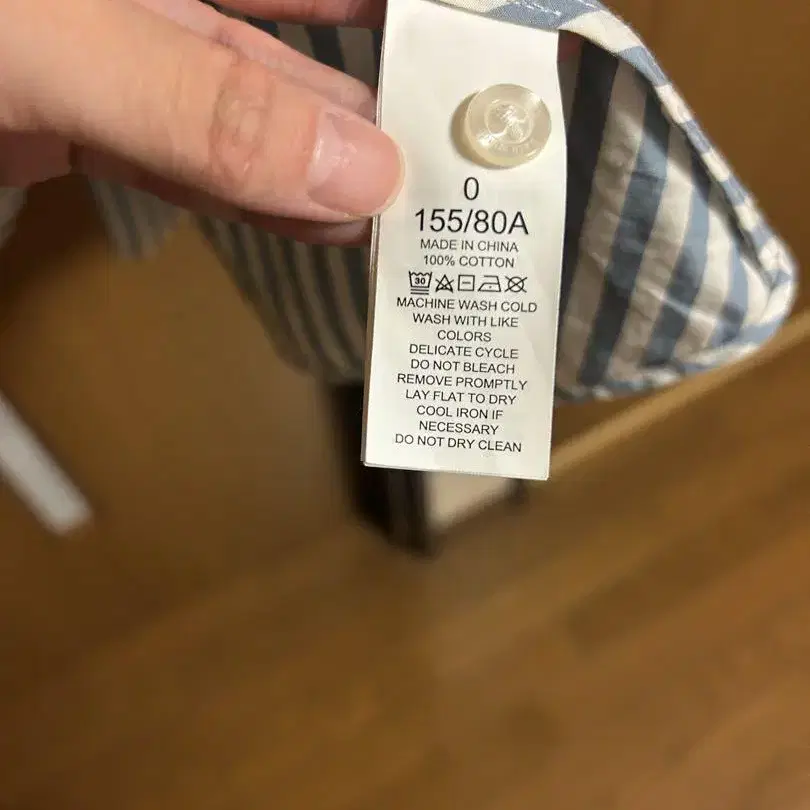 0
155/80A
MADE IN CHINA
100% COTTON
30
MACHINE WASH COLD
WASH WITH LIKE
COLORS
DELICATE CYCLE
DO NOT BLEACH
REMOVE PROMPTLY
LAY FLAT TO DRY
COOL IRON IF
NECESSARY
DO NOT DRY CLEAN